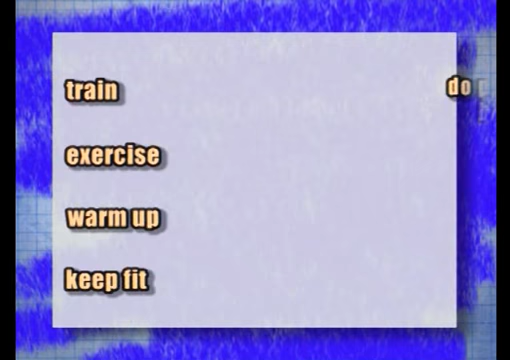 train
do
exercise
warm up
keep fit